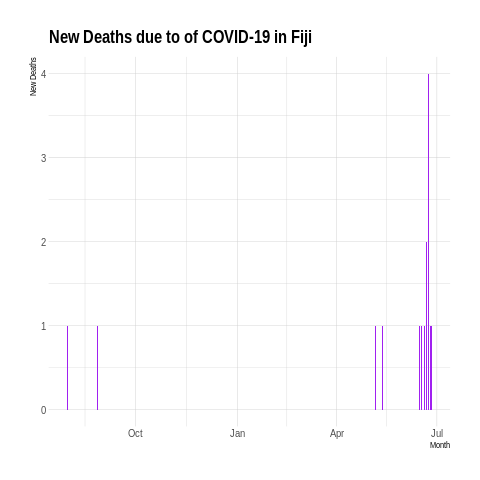 New Deaths due to of COVID-19 in Fiji
New Deaths
4
3
2
1
0
Oct
Jan
Apr
Jul
Month